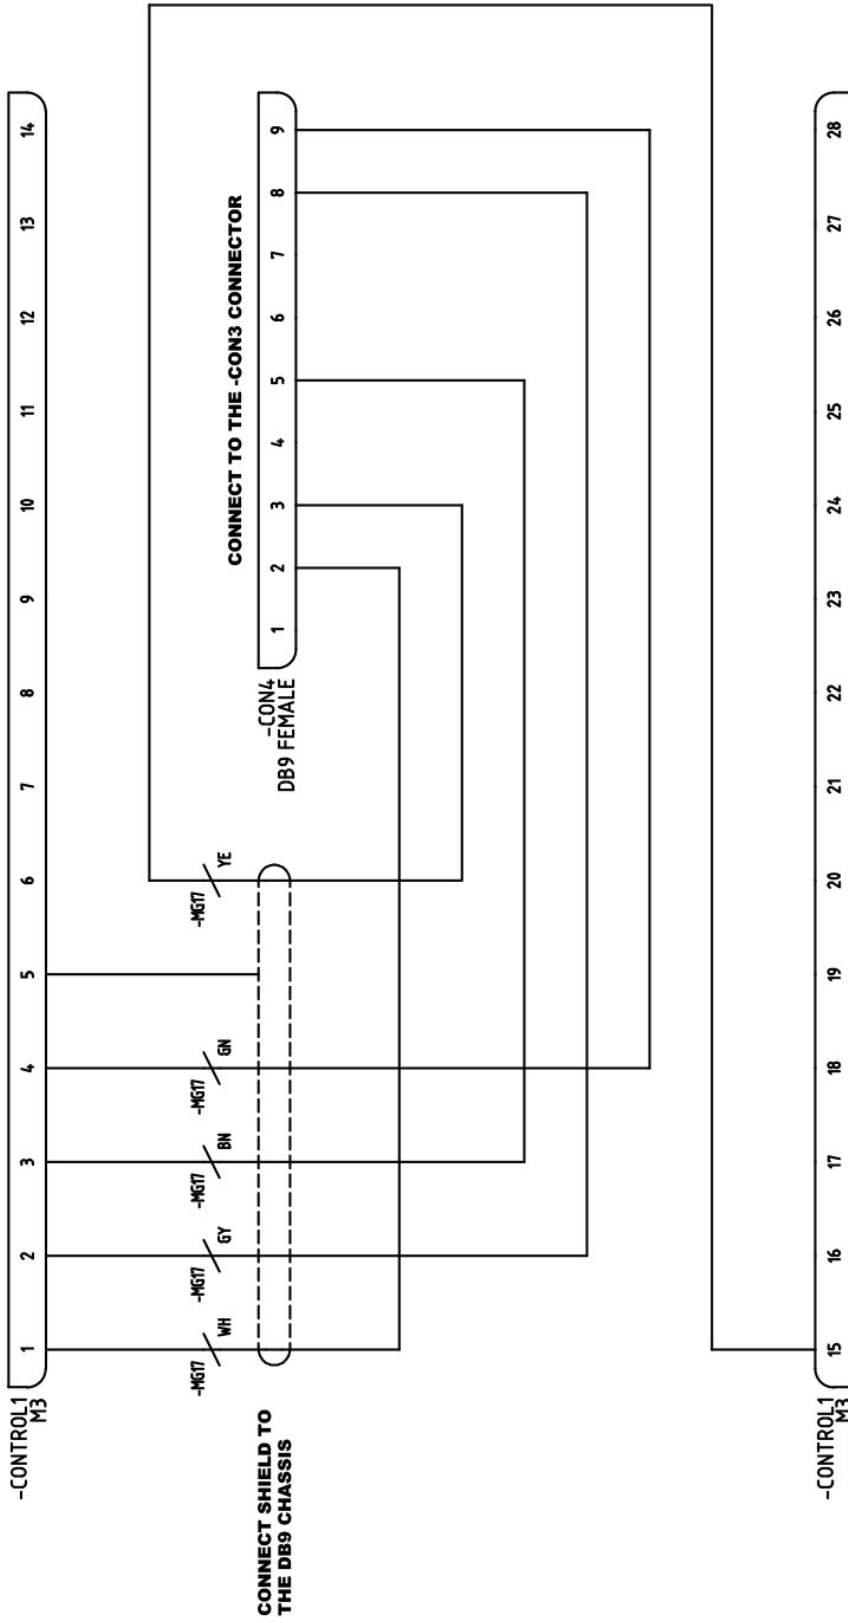 -CONTROL1
M3
1
2
3
4
5
6
7
8
9
10
11
12
13
14
-MG17
WH
-MG17
GY
-MG17
BN
-MG17
GN
-MG17
YE
CONNECT SHIELD TO
THE DB9 CHASSIS
CONNECT TO THE -CON3 CONNECTOR
-CON4
DB9 FEMALE
1
2
3
4
5
6
7
8
9
-CONTROL1
M3
15
16
17
18
19
20
21
22
23
24
25
26
27
28